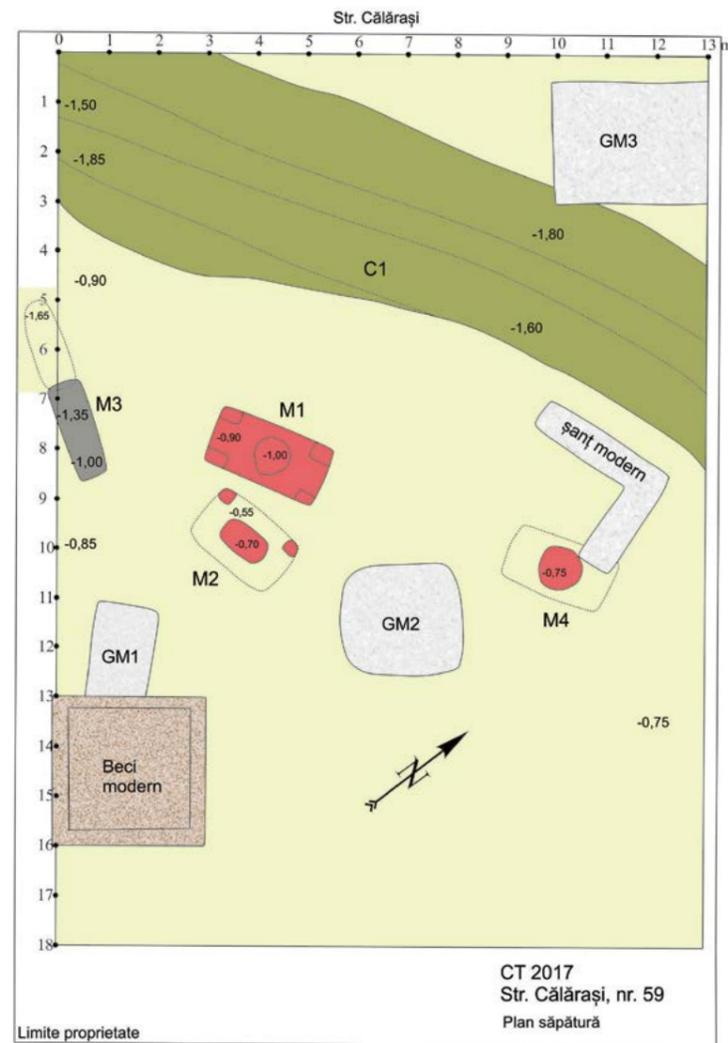 Str. Călărași
0 1 2 3 4 5 6 7 8 9 10 11 12 13 m
1
-1,50
GM3
2
-1,85
3
-1,80
4
C1
-0,90
5
-1,65
-1,60
6
7
M3
M1
-1,35
șanț modern
8
-0,90
-1,00
-1,00
9
-0,55
10
-0,85
-0,70
-0,75
M2
11
M4
GM2
12
GM1
13
-0,75
14
Beci
modern
N
15
16
17
18
CT 2017
Str. Călărași, nr. 59
Plan săpătură
Limite proprietate